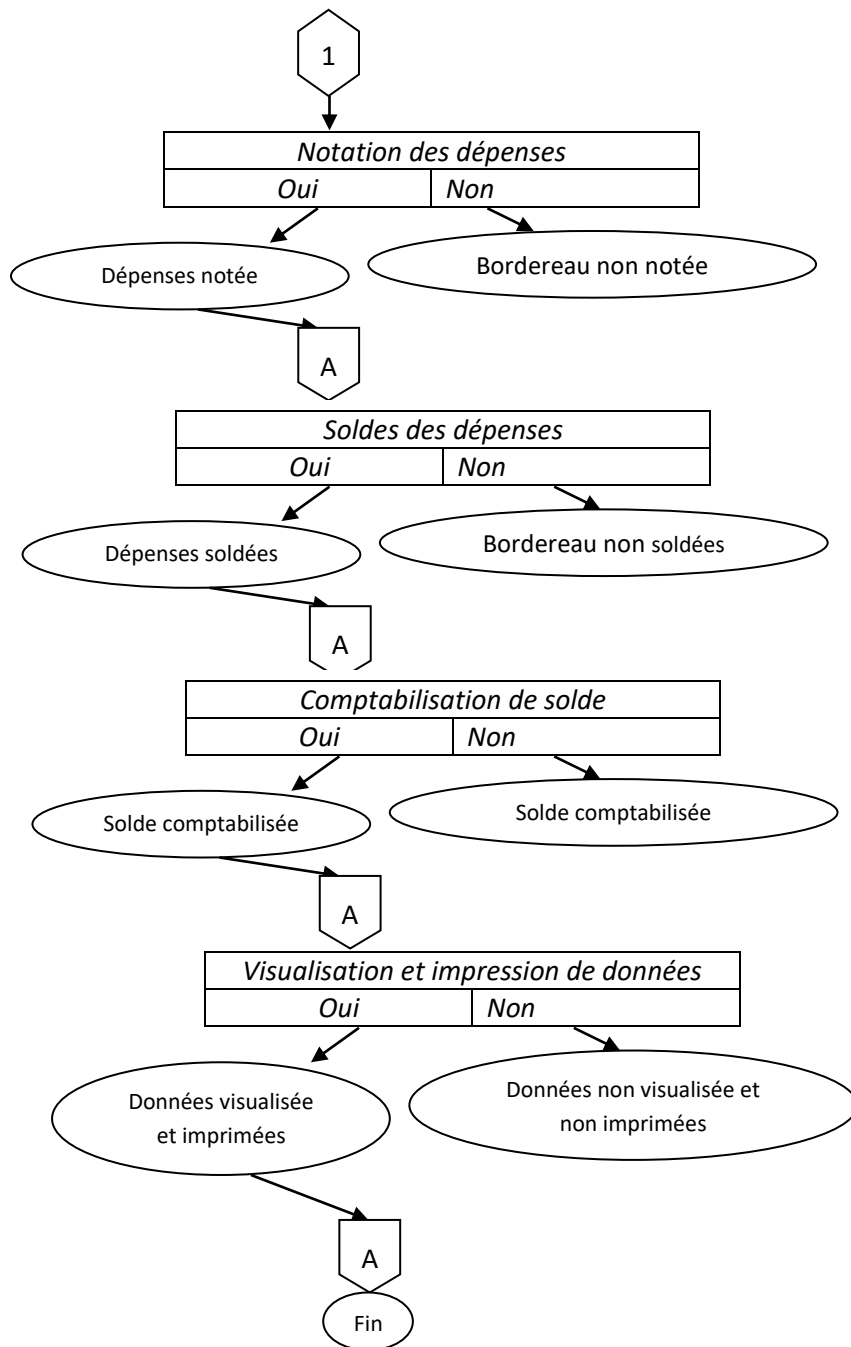 1
Notation des dépenses
Oui Non
Dépenses notée
Bordereau non notée
A
Soldes des dépenses
Oui Non
Dépenses soldées
Bordereau non soldées
A
Comptabilisation de solde
Oui Non
Solde comptabilisée
Solde comptabilisée
A
Visualisation et impression de données
Oui Non
Données visualisée
et imprimées
Données non visualisée et
non imprimées
A
Fin